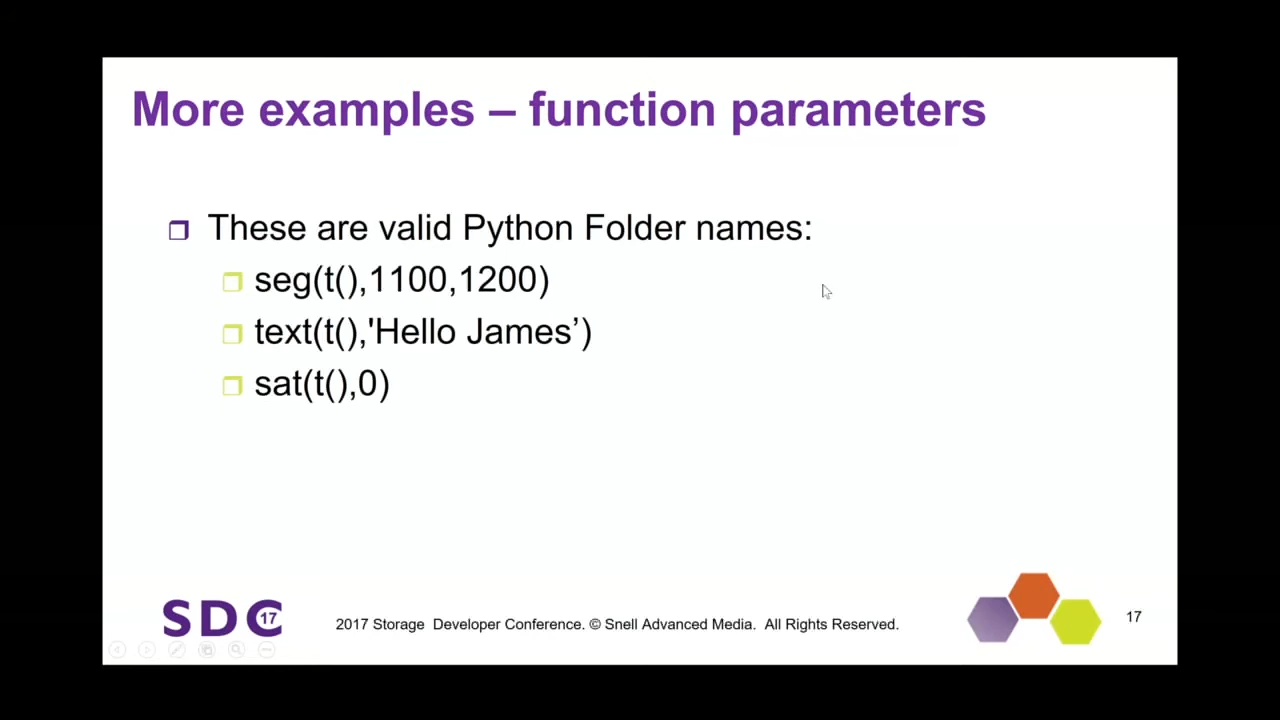 More examples – function parameters
These are valid Python Folder names:
seg(t(),1100,1200)
text(t(),'Hello James’)
sat(t(),0)
SDC 17
2017 Storage Developer Conference. © Snell Advanced Media. All Rights Reserved.
17